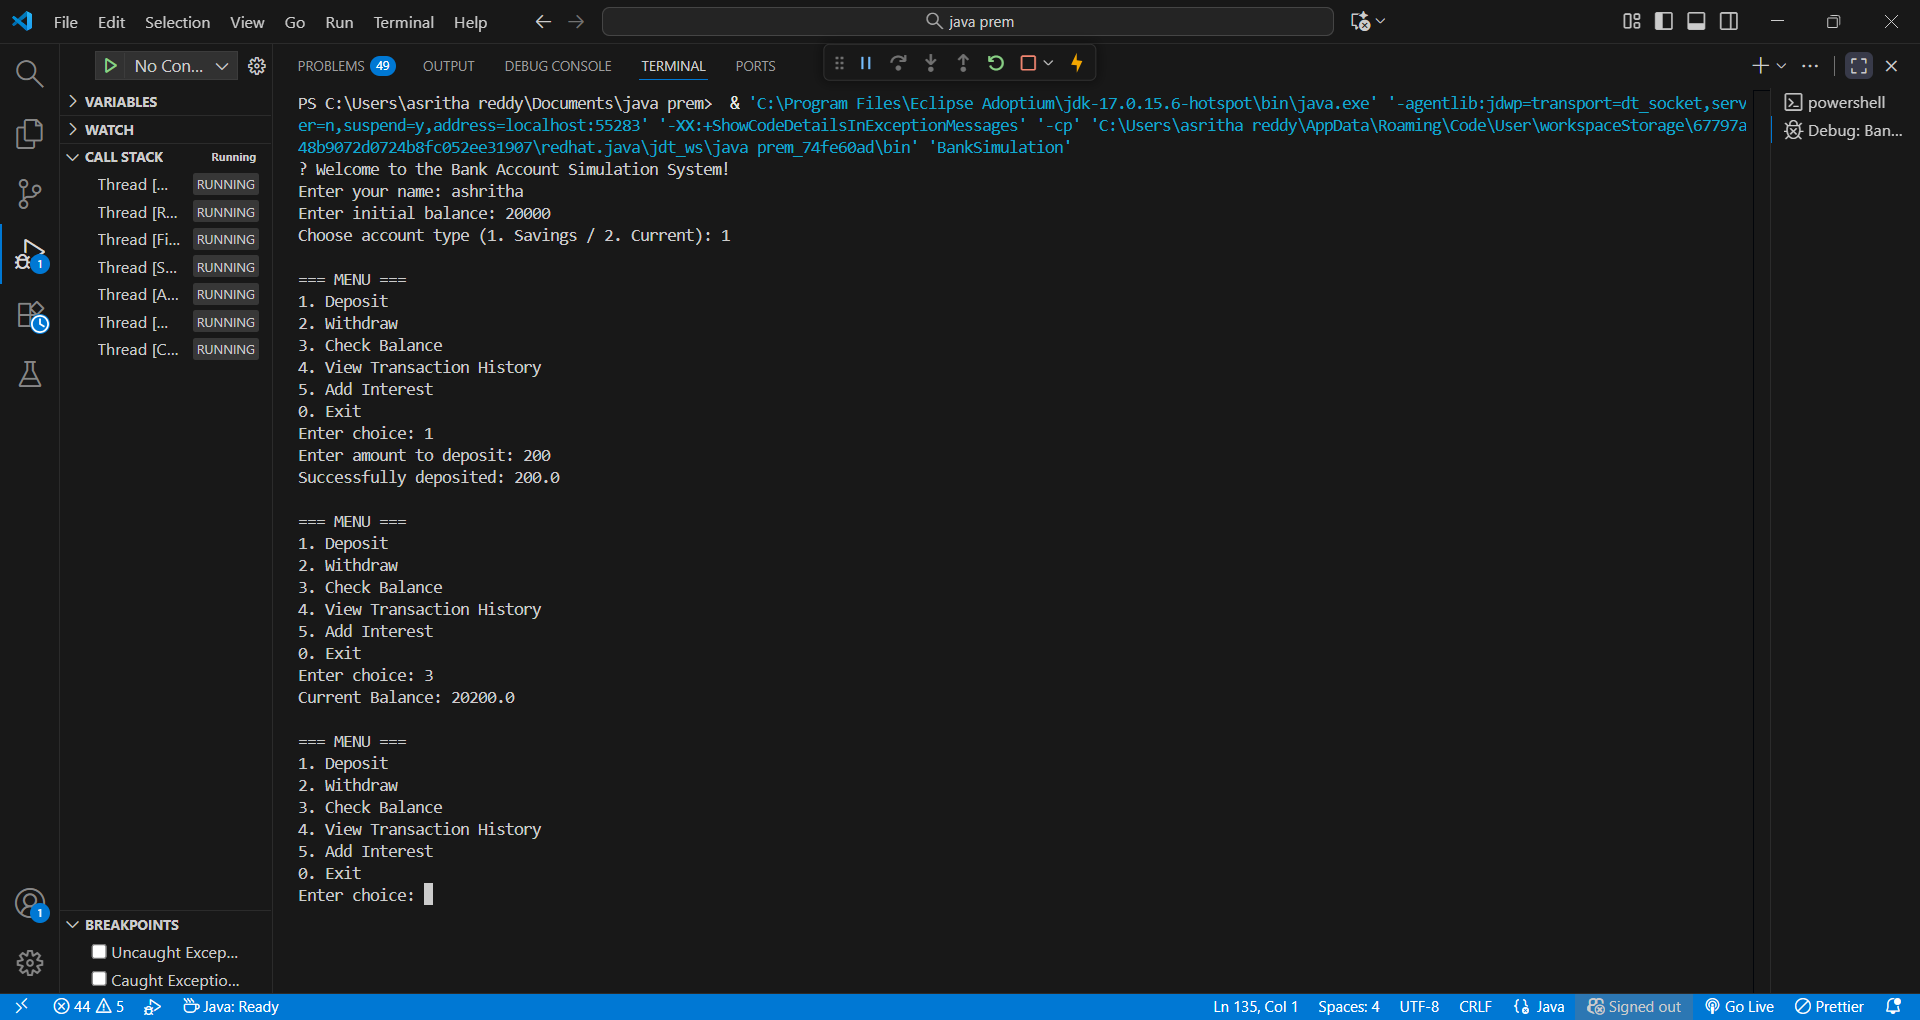 File Edit Selection View Go Run Terminal Help java prem
No Con...
PROBLEMS 49 OUTPUT DEBUG CONSOLE TERMINAL PORTS
VARIABLES
WATCH
CALL STACK Running
Thread [... RUNNING
Thread [R... RUNNING
Thread [Fi... RUNNING
Thread [S... RUNNING
Thread [A... RUNNING
Thread [... RUNNING
Thread [C... RUNNING
BREAKPOINTS
Uncaught Excep...
Caught Exceptio...
1
1
PS C:\Users\asritha reddy\Documents\java prem>  & 'C:\Program Files\Eclipse Adoptium\jdk-17.0.15.6-hotspot\bin\java.exe' '-agentlib:jdwp=transport=dt_socket,serv
er=n,suspend=y,address=localhost:55283' '-XX:+ShowCodeDetailsInExceptionMessages' '-cp' 'C:\Users\asritha reddy\AppData\Roaming\Code\User\workspaceStorage\67797a
48b9072d0724b8fc052ee31907\redhat.java\jdt_ws\java prem_74fe60ad\bin' 'BankSimulation'
? Welcome to the Bank Account Simulation System!
Enter your name: ashritha
Enter initial balance: 20000
Choose account type (1. Savings / 2. Current): 1
=== MENU ===
1. Deposit
2. Withdraw
3. Check Balance
4. View Transaction History
5. Add Interest
0. Exit
Enter choice: 1
Enter amount to deposit: 200
Successfully deposited: 200.0
=== MENU ===
1. Deposit
2. Withdraw
3. Check Balance
4. View Transaction History
5. Add Interest
0. Exit
Enter choice: 3
Current Balance: 20200.0
=== MENU ===
1. Deposit
2. Withdraw
3. Check Balance
4. View Transaction History
5. Add Interest
0. Exit
Enter choice:
powershell
Debug: Ban...
44 5 Java: Ready Ln 135, Col 1 Spaces: 4 UTF-8 CRLF {} Java Signed out Go Live Prettier